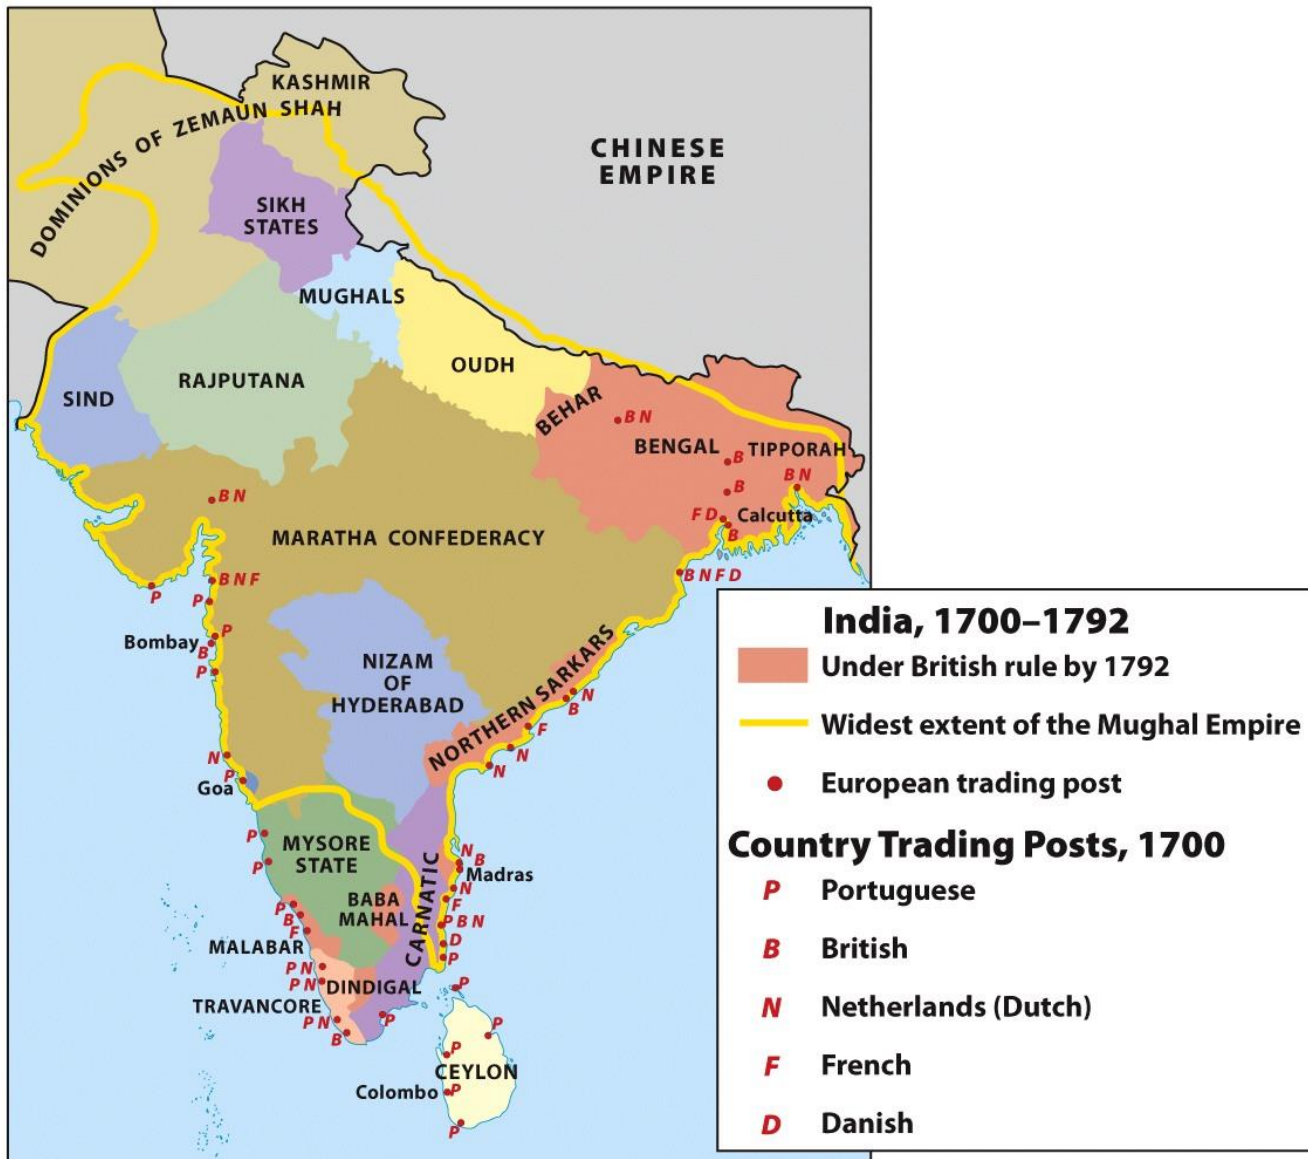 KASHMIR
DOMINIONS OF ZEMAUN SHAH
CHINESE
EMPIRE
SIKH
STATES
MUGHALS
OUDH
RAJPUTANA
SIND
BEHAR
B N
BENGAL
TIPPORAH
B
B N
B N
B
F D
Calcutta
B
MARATHA CONFEDERACY
B N F
B N F D
P
P
P
Bombay
B
P
NIZAM
OF
HYDERABAD
NORTHERN SARKARS
N
B
F
N
N
N
P
Goa
P
MYSORE
STATE
P
CARNATIC
N
B
Madras
N
BABA
MAHAL
F
P
B
F
P B N
MALABAR
D
P
P N
P N
DINDIGAL
TRAVANCORE
P
P N
P
B
P
P
CEYLON
Colombo
P
P
India, 1700–1792
Under British rule by 1792
Widest extent of the Mughal Empire
European trading post
Country Trading Posts, 1700
P Portuguese
B British
N Netherlands (Dutch)
F French
D Danish